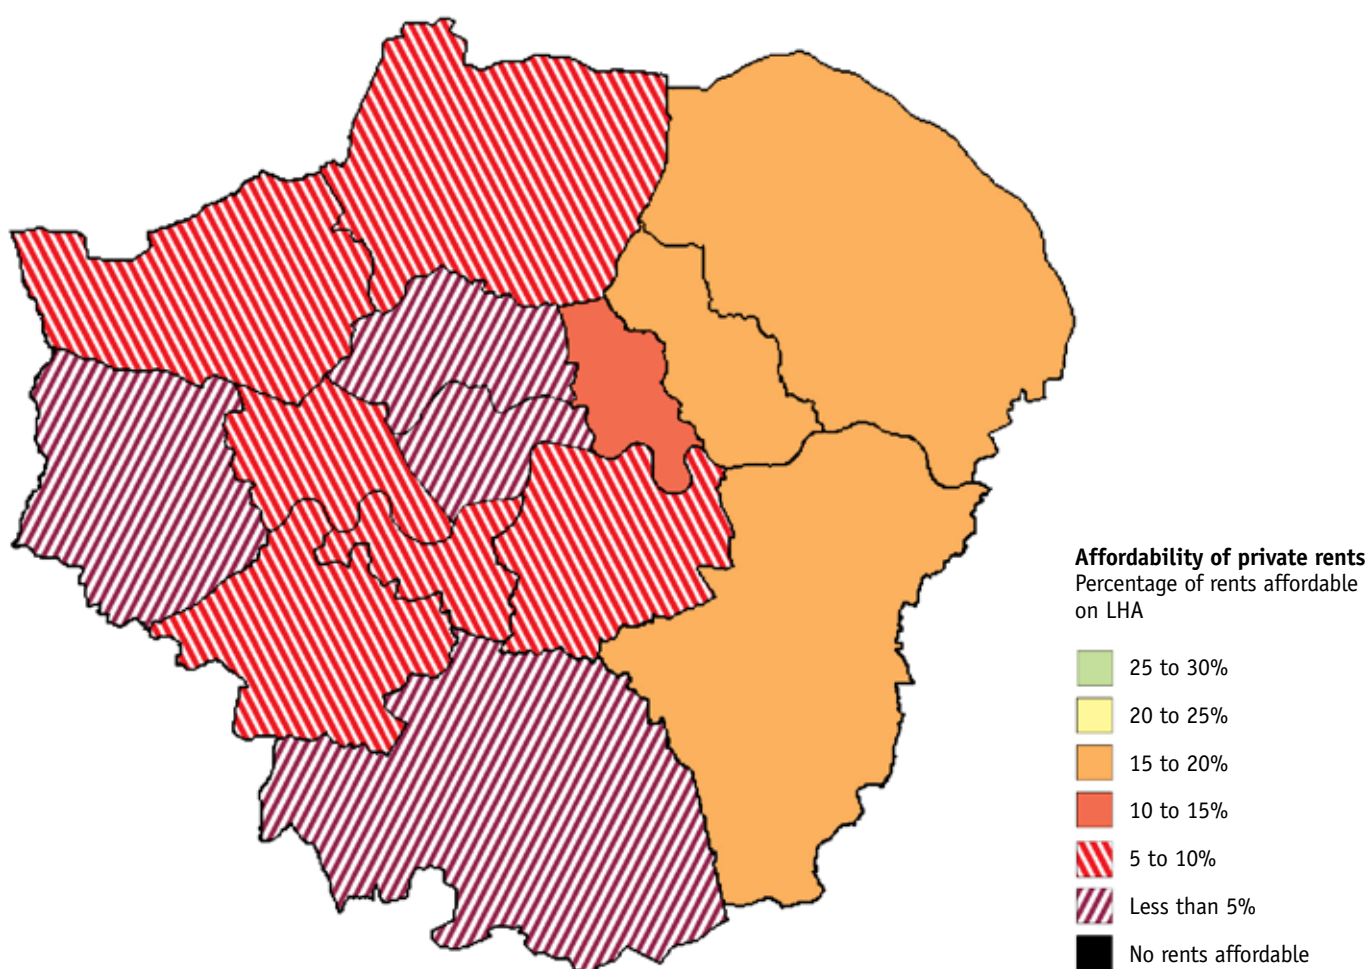 Affordability of private rents
Percentage of rents affordable
on LHA
25 to 30%
20 to 25%
15 to 20%
10 to 15%
5 to 10%
Less than 5%
No rents affordable